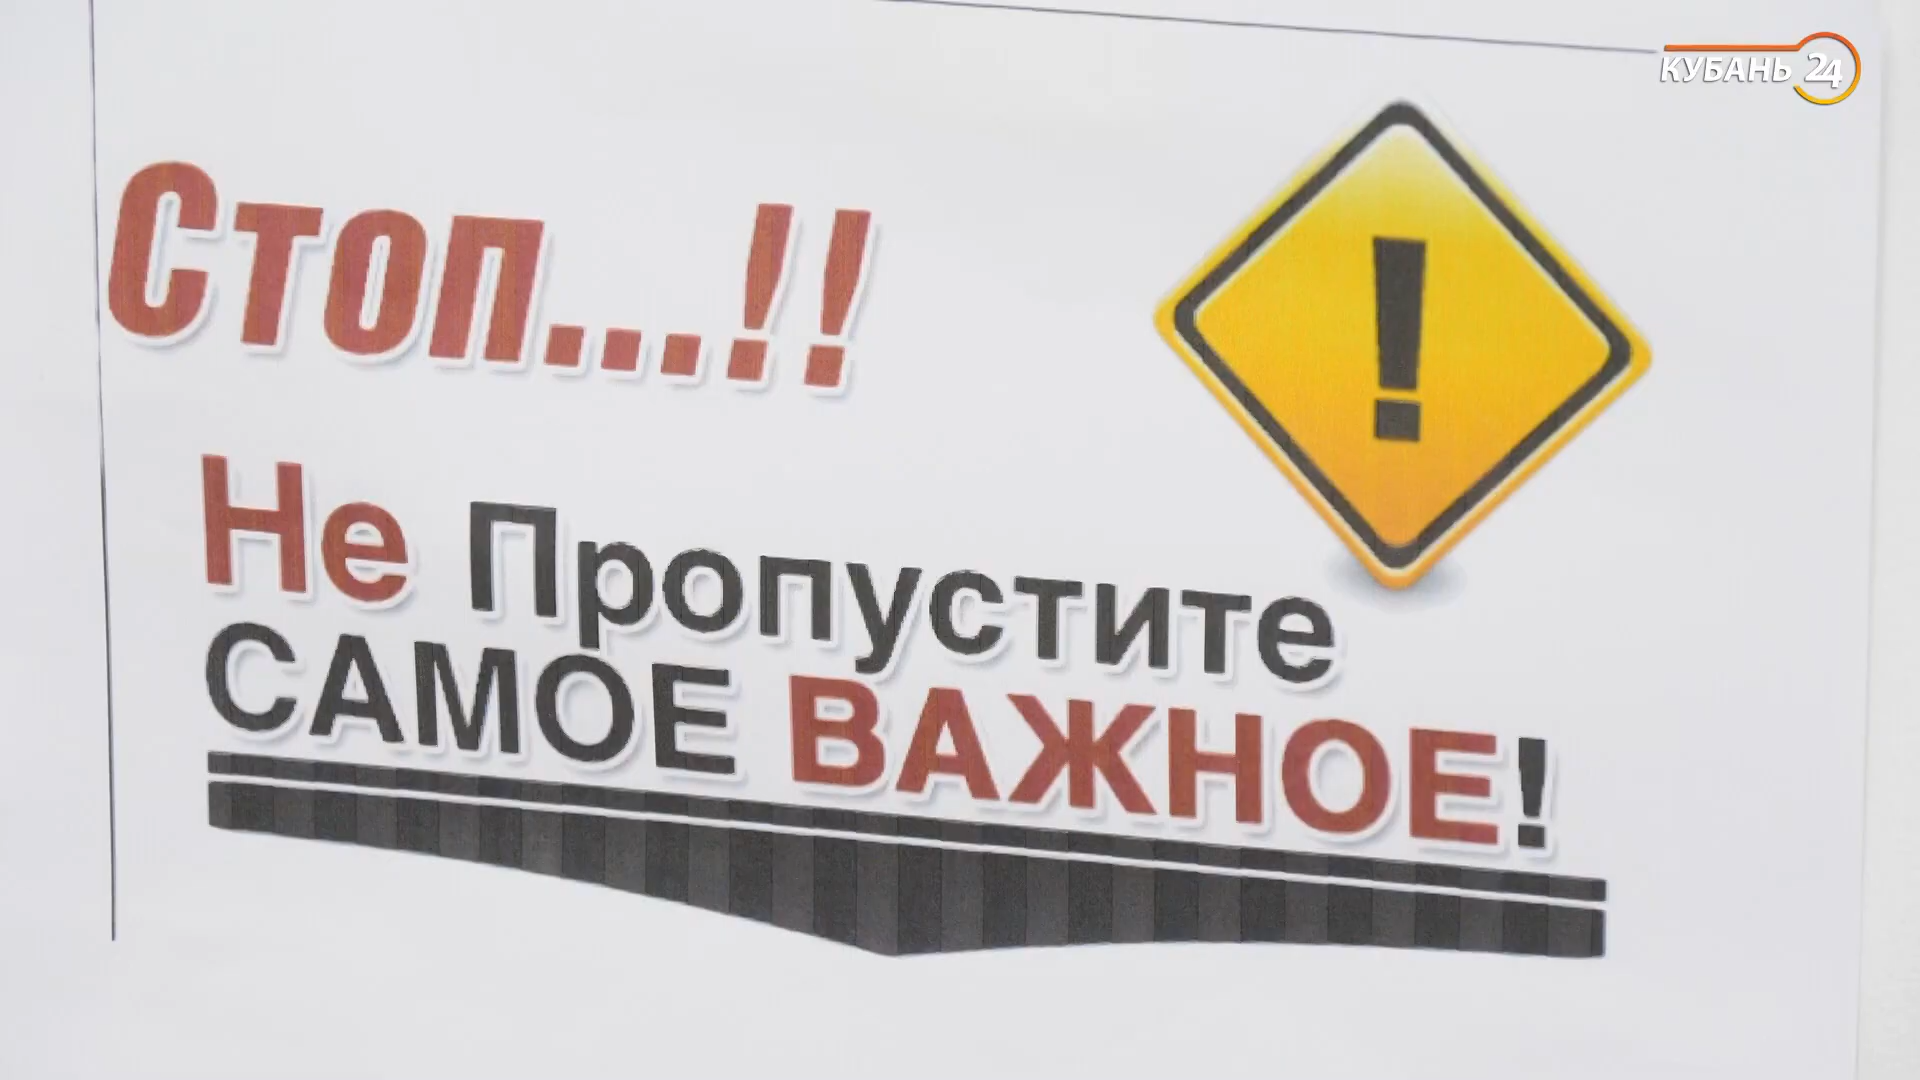 КУБАНЬ 24
Стоп...!!
!
Не Пропустите
САМОЕ ВАЖНОЕ!